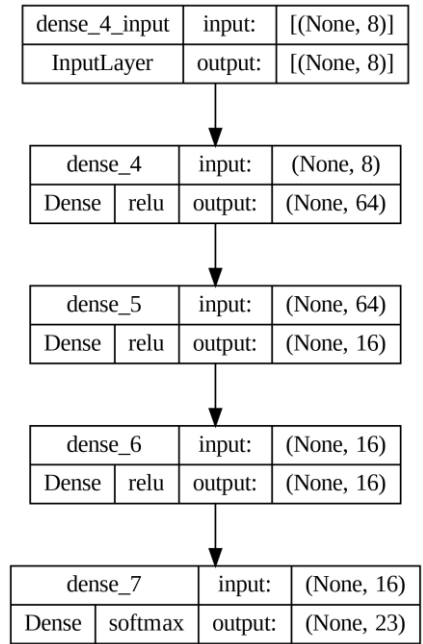 dense_4_input input: [(None, 8)]
InputLayer output: [(None, 8)]
dense_4 input: (None, 8)
Dense relu output: (None, 64)
dense_5 input: (None, 64)
Dense relu output: (None, 16)
dense_6 input: (None, 16)
Dense relu output: (None, 16)
dense_7 input: (None, 16)
Dense softmax output: (None, 23)